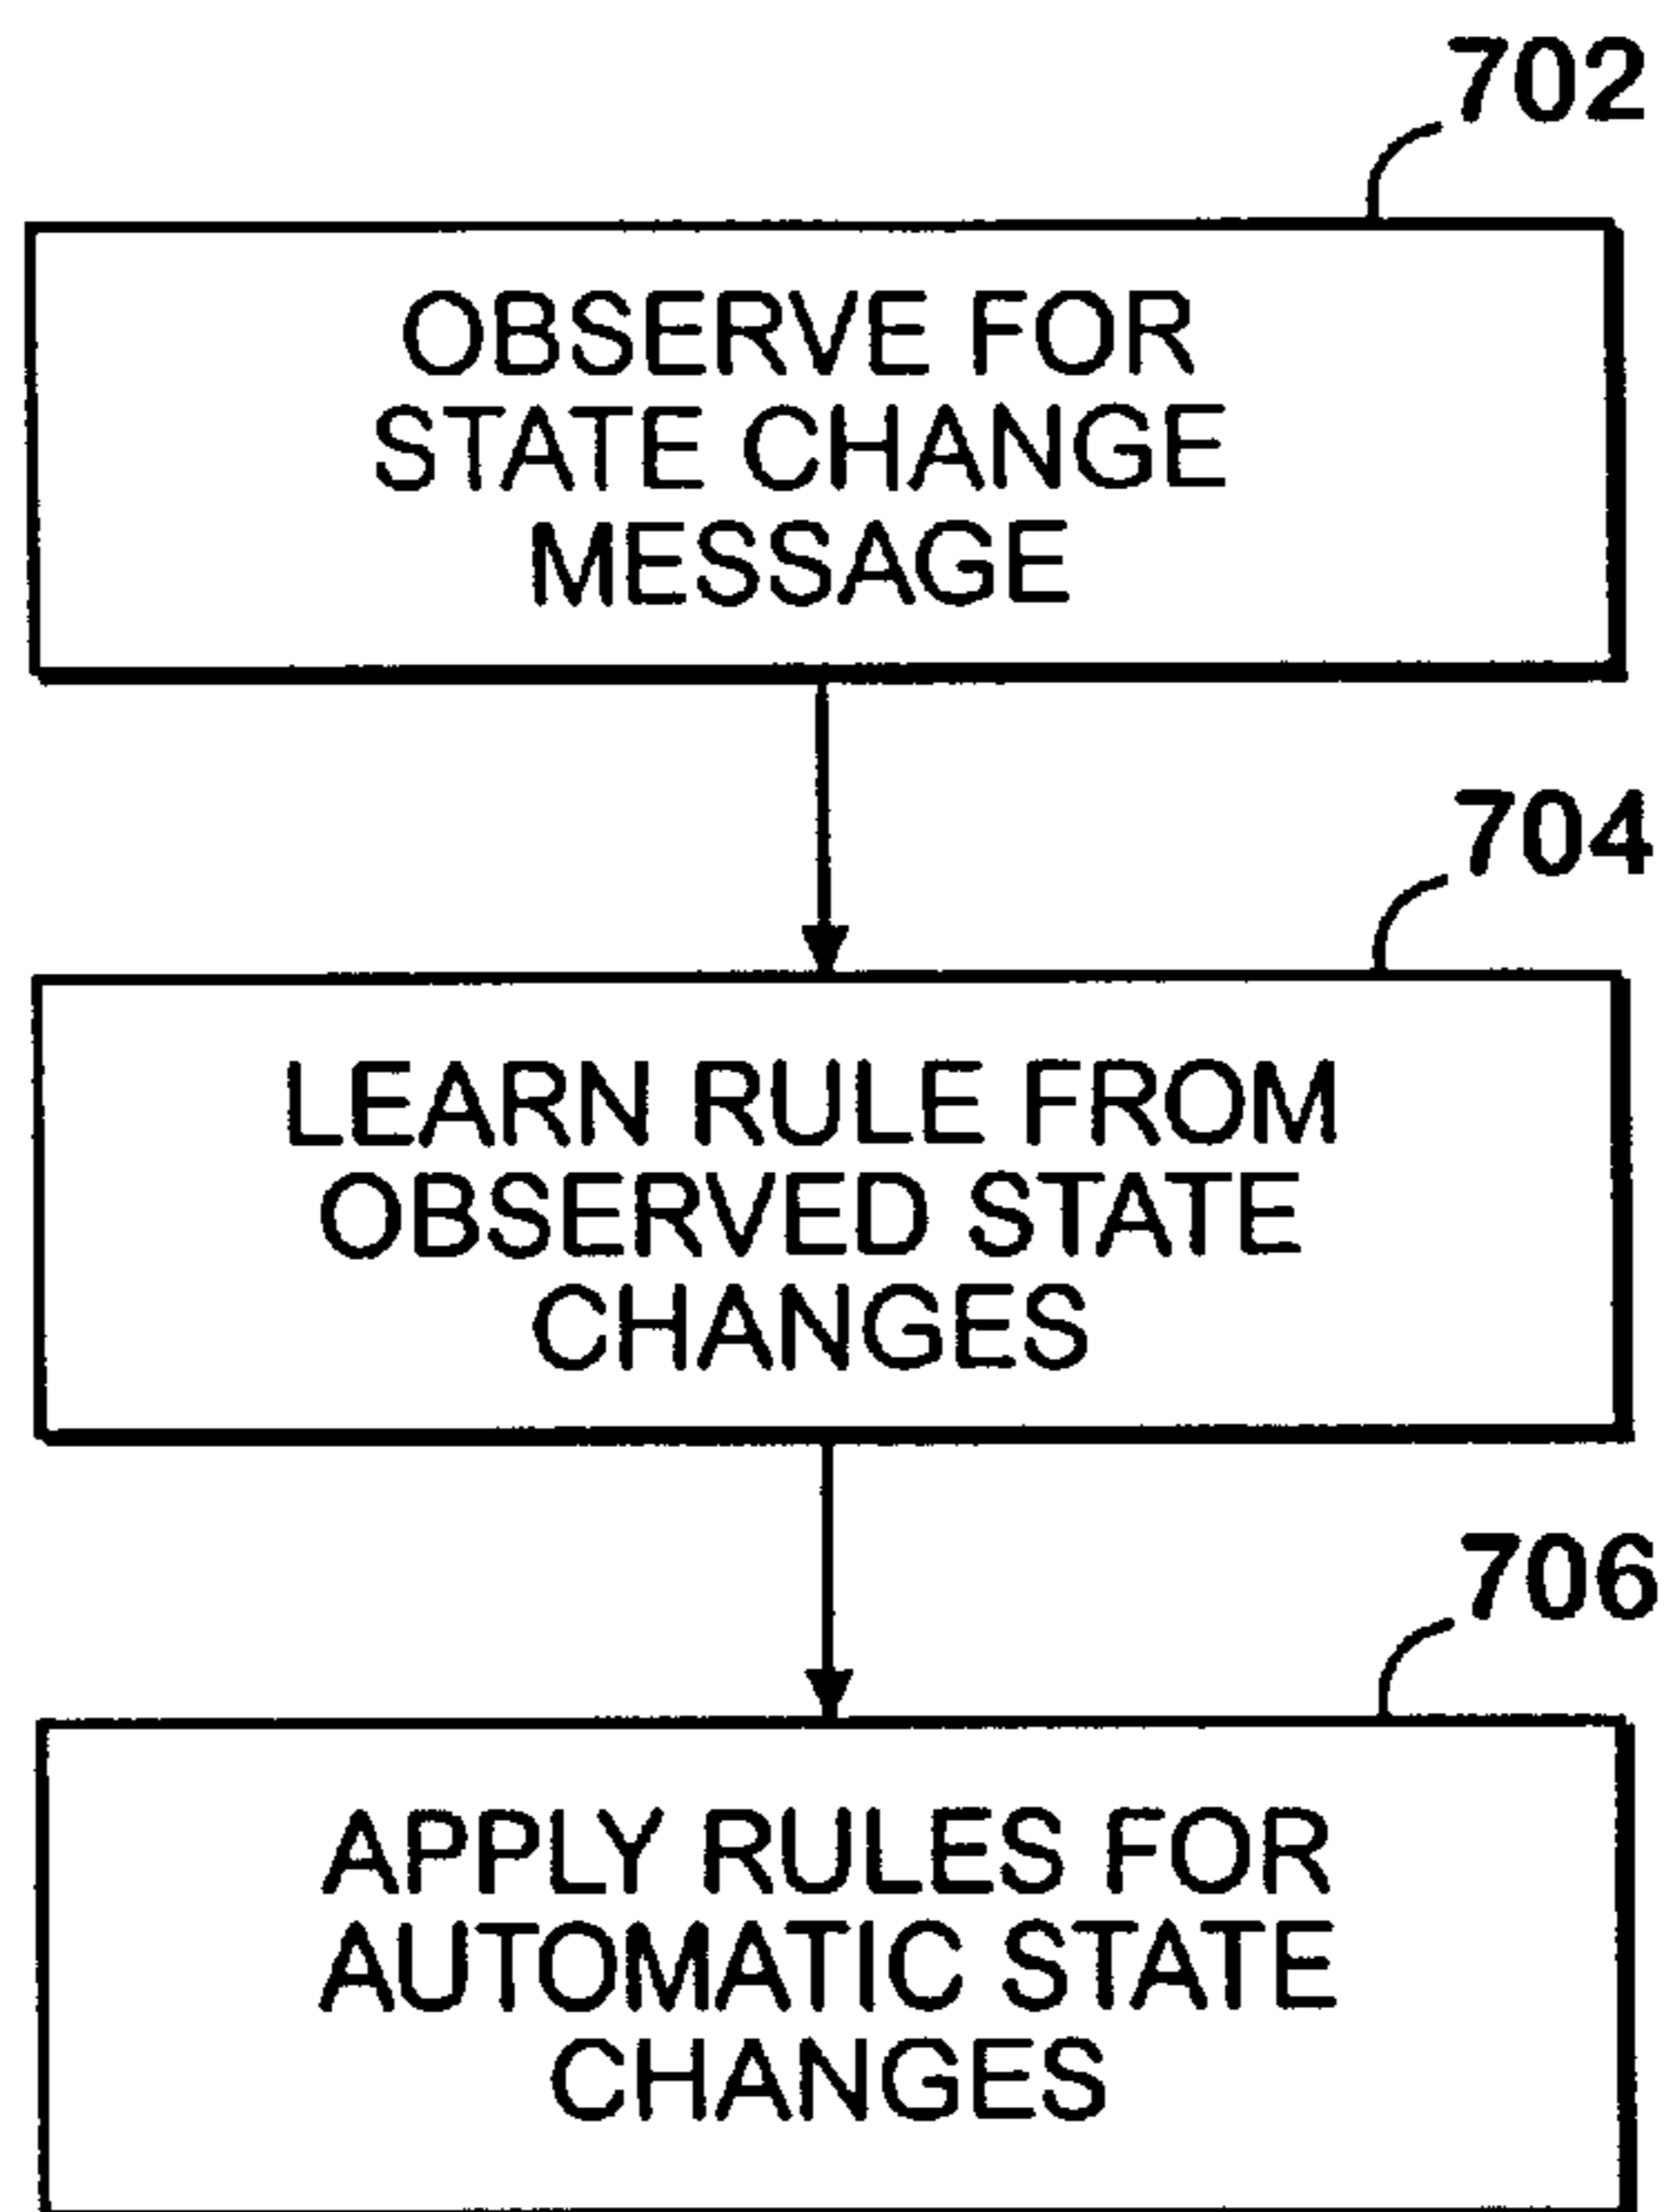 702
OBSERVE FOR
STATE CHANGE
MESSAGE
704
LEARN RULE FROM
OBSERVED STATE
CHANGES
706
APPLY RULES FOR
AUTOMATIC STATE
CHANGES